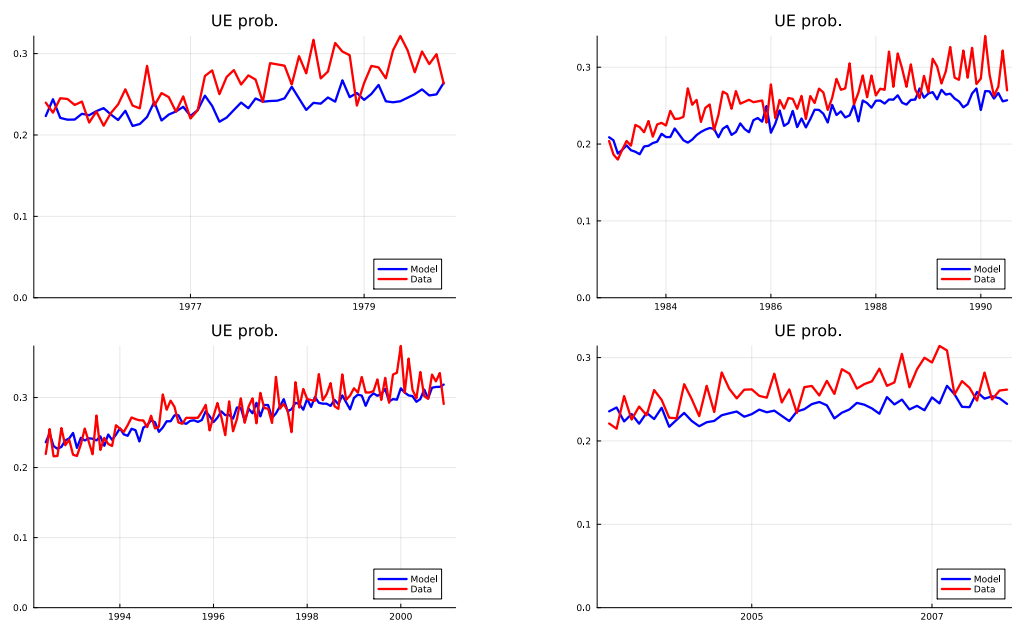 UE prob.
0.3
0.2
0.1
0.0
1977 1979
Model
Data
UE prob.
0.3
0.2
0.1
0.0
1984 1986 1988 1990
Model
Data
UE prob.
0.3
0.2
0.1
0.0
1994 1996 1998 2000
Model
Data
UE prob.
0.3
0.2
0.1
0.0
2005 2007
Model
Data